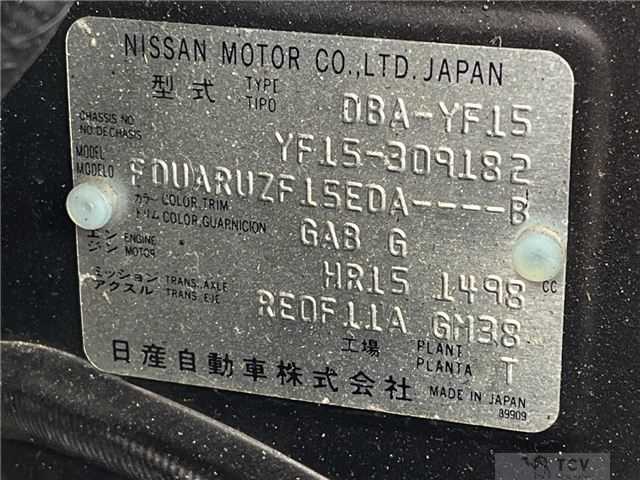 NISSAN MOTOR CO.,LTD. JAPAN
型式 TYPE TIPO DBA-YF15
CHASSIS NO NO DECHASIS YF15-309182
MODEL MODELO FDUARUZF15EDA----B
カラー COLOR,TRIM
トリム COLOR,GUARNICION GAB G
エンジン ENGINE MOTOR HR15 1498 CC
ミッション TRANS. AXLE
アクスル TRANS. EJE RE0F11A GM38
工場 PLANT PLANTA T
日産自動車株式会社 MADE IN JAPAN
89909
TCV